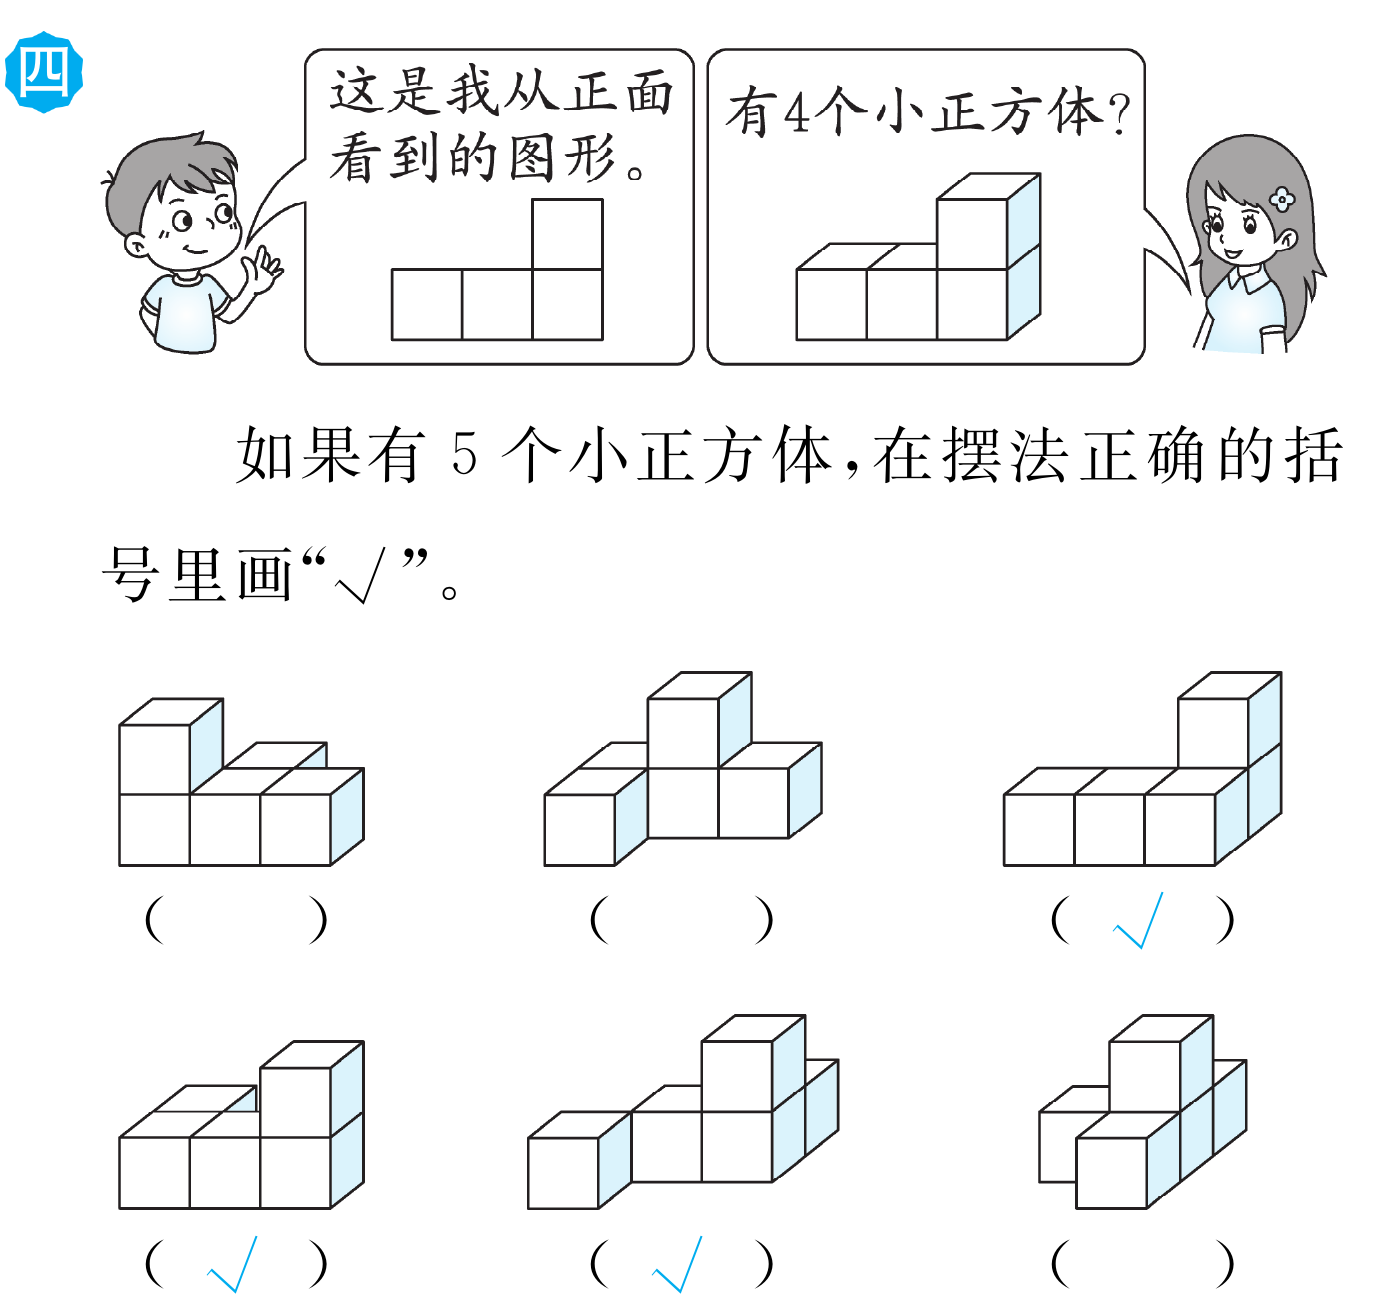 四
这是我从正面
看到的图形。
有4个小正方体?
如果有 5 个小正方体,在摆法正确的括
号里画“√”。
( ) ( ) ( √ )
( √ ) ( √ ) ( )